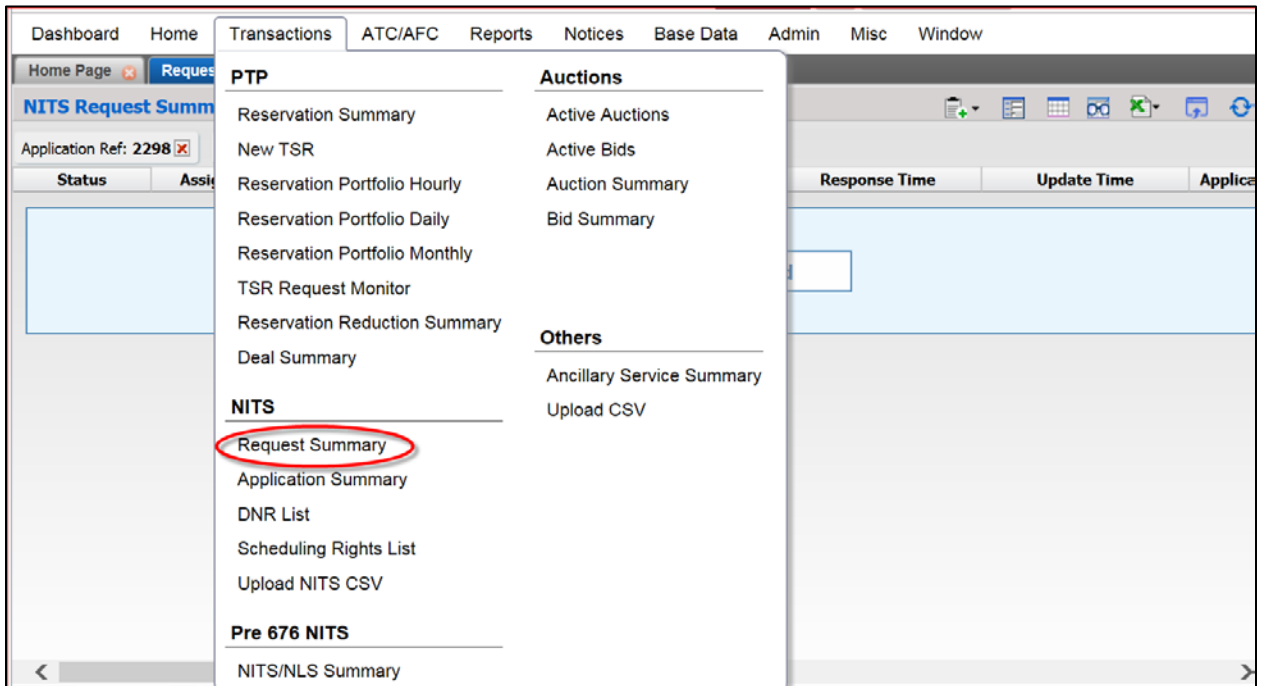 Dashboard Home Transactions ATC/AFC Reports Notices Base Data Admin Misc Window
Home Page Reques
NITS Request Summ
Application Ref: 2298
Status Assi Response Time Update Time Applica
PTP
Reservation Summary
New TSR
Reservation Portfolio Hourly
Reservation Portfolio Daily
Reservation Portfolio Monthly
TSR Request Monitor
Reservation Reduction Summary
Deal Summary
NITS
Request Summary
Application Summary
DNR List
Scheduling Rights List
Upload NITS CSV
Pre 676 NITS
NITS/NLS Summary
Auctions
Active Auctions
Active Bids
Auction Summary
Bid Summary
Others
Ancillary Service Summary
Upload CSV